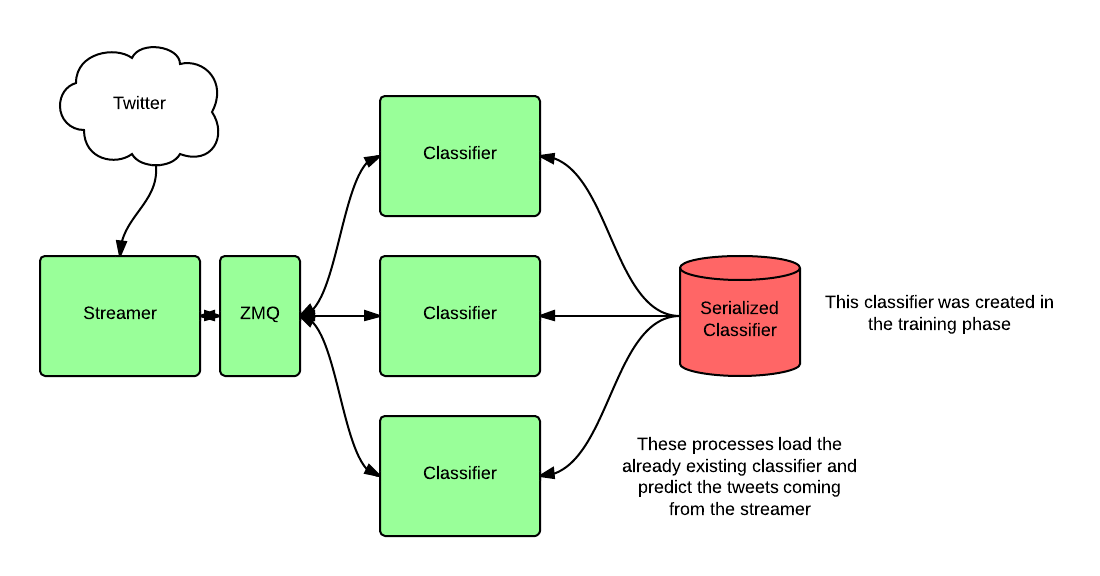 Twitter
Classifier
Streamer
ZMQ
Classifier
Serialized
Classifier
This classifier was created in
the training phase
Classifier
These processes load the
already existing classifier and
predict the tweets coming
from the streamer